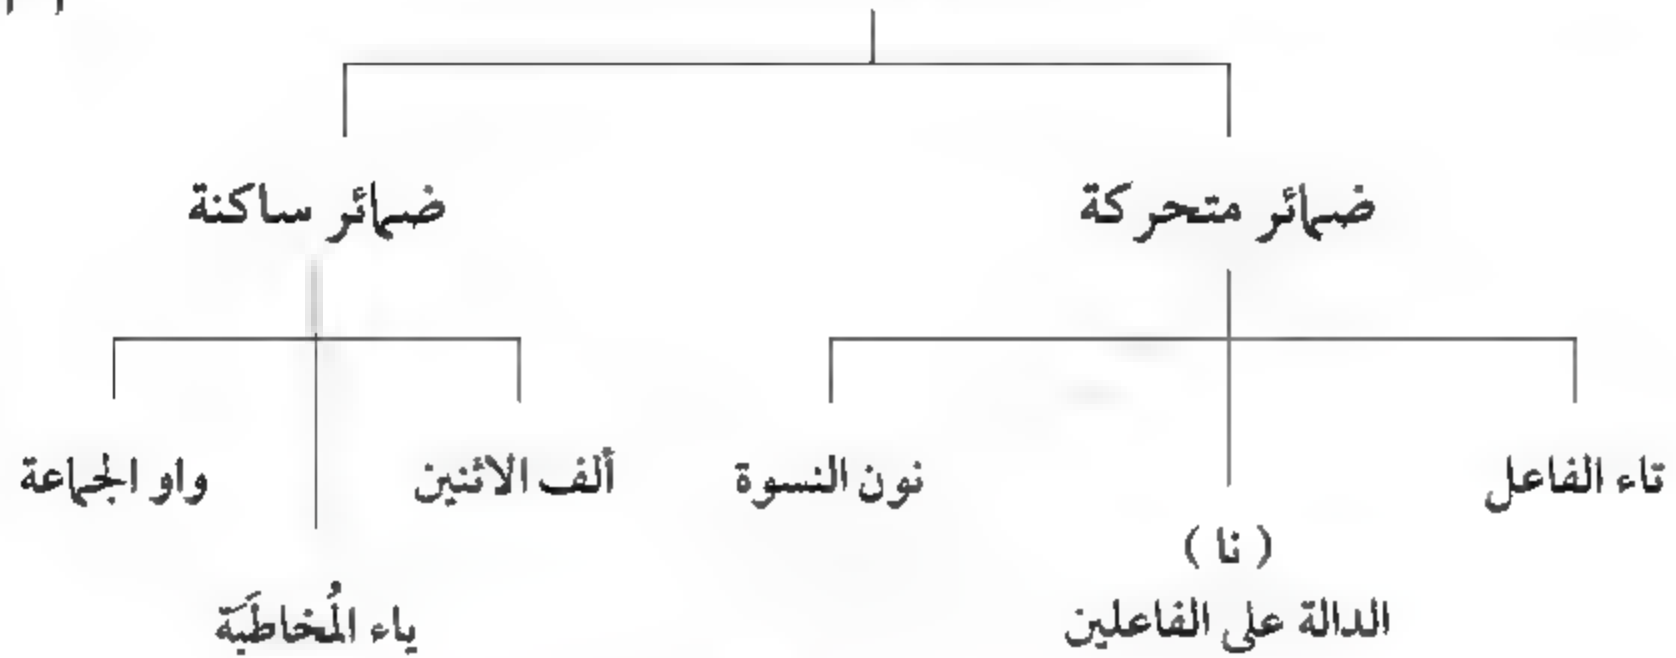 ضمائر متحركة
ضمائر ساكنة
تاء الفاعل
( نا )
الدالة على الفاعلين
نون النسوة
ألف الاثنين
ياء المُخاطَبَة
واو الجماعة